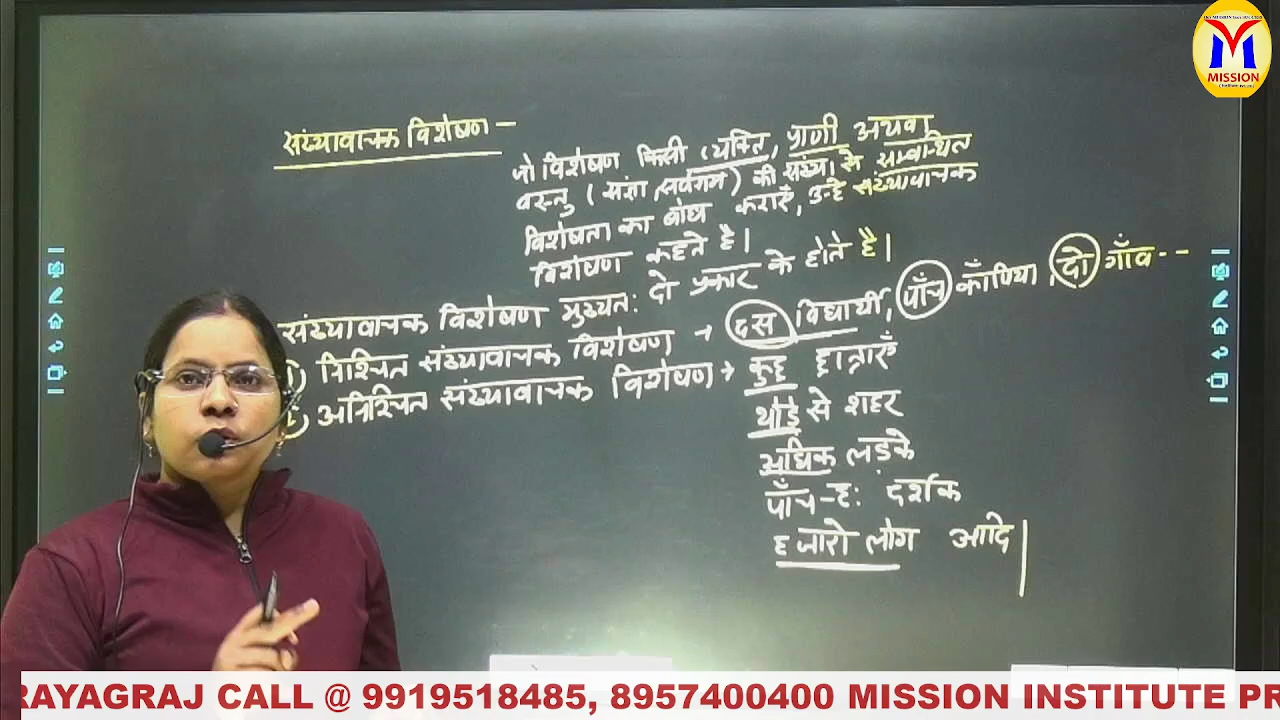 संख्यावाचक विशेषण -
जो विशेषण किसी (व्यक्ति, प्राणी अथवा
वस्तु (संज्ञा/सर्वनाम) की संख्या से सम्बन्धित
विशेषता का बोध कराएँ, उन्हे संख्यावाचक
विशेषण कहते है।
संख्यावाचक विशेषण मुख्यतः दो प्रकार के होते है।
निश्चित संख्यावाचक विशेषण → दस विद्यार्थी, पाँच काँपिया, दो गाँव --
अनिश्चित संख्यावाचक विशेषण → कुछ छात्राएँ
थोड़े से शहर
अधिक लड़के
पाँच-छः दर्शक
हजारो लोग आदि|
MISSION
RAYAGRAJ CALL @ 9919518485, 8957400400 MISSION INSTITUTE PR